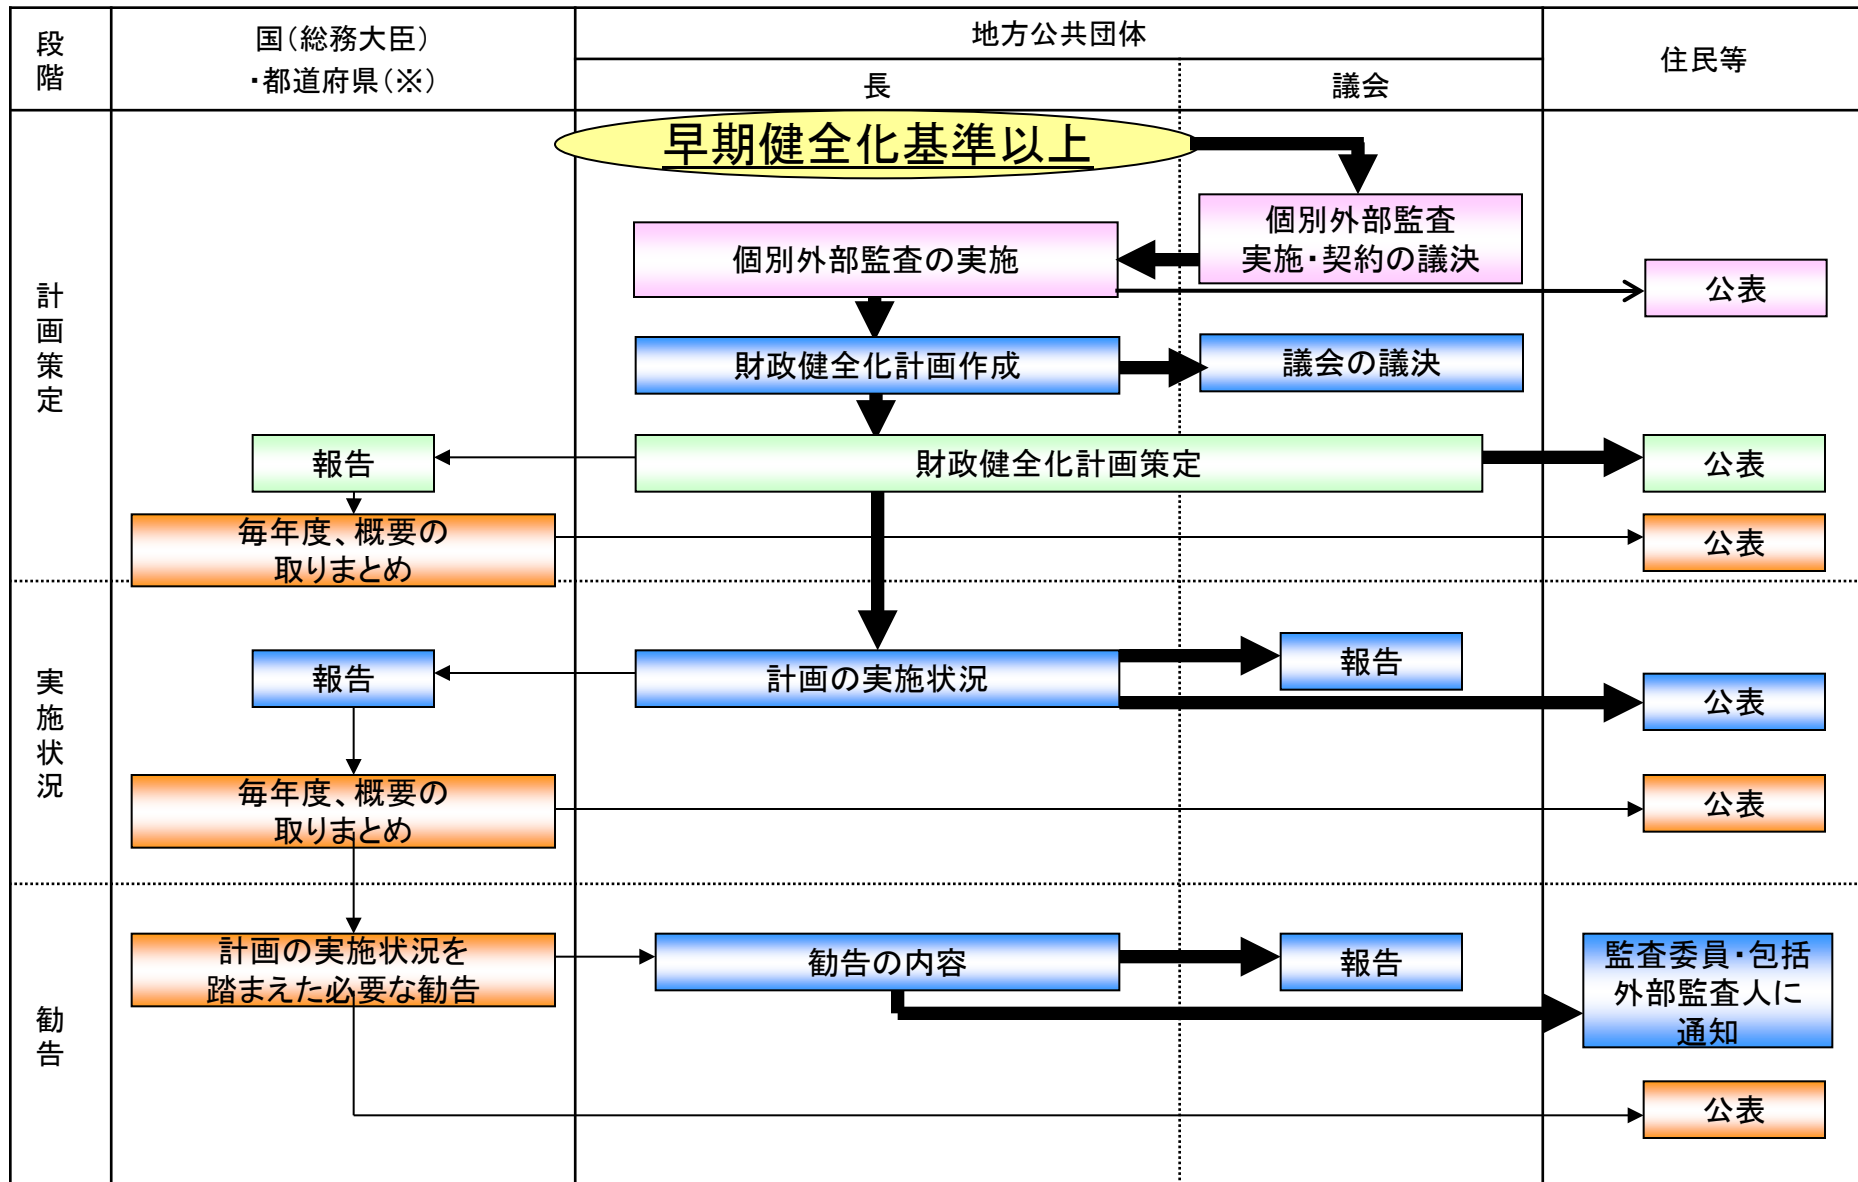 段
階
国(総務大臣)
・都道府県(※)
地方公共団体
長
議会
住民等
計
画
策
定
早期健全化基準以上
個別外部監査
実施・契約の議決
個別外部監査の実施
公表
財政健全化計画作成
議会の議決
報告
財政健全化計画策定
公表
毎年度、概要の
取りまとめ
公表
実
施
状
況
報告
計画の実施状況
報告
公表
毎年度、概要の
取りまとめ
公表
勧
告
計画の実施状況を
踏まえた必要な勧告
勧告の内容
報告
監査委員・包括
外部監査人に
通知
公表